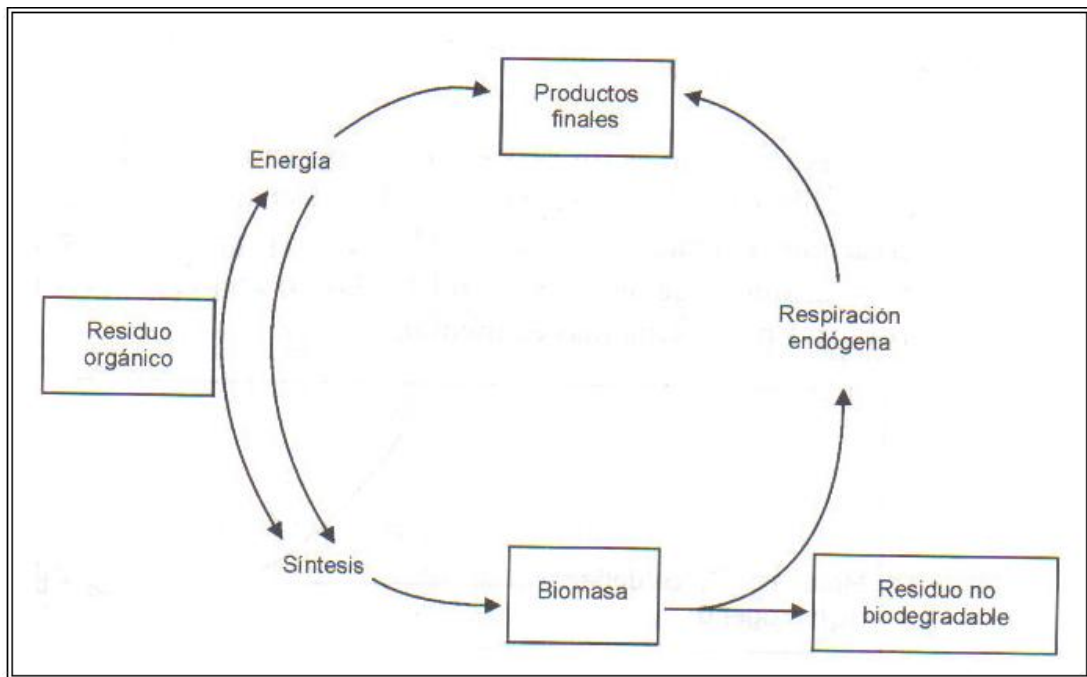 Productos
finales
Energía
Residuo
orgánico
Respiración
endógena
Síntesis
Biomasa
Residuo no
biodegradable